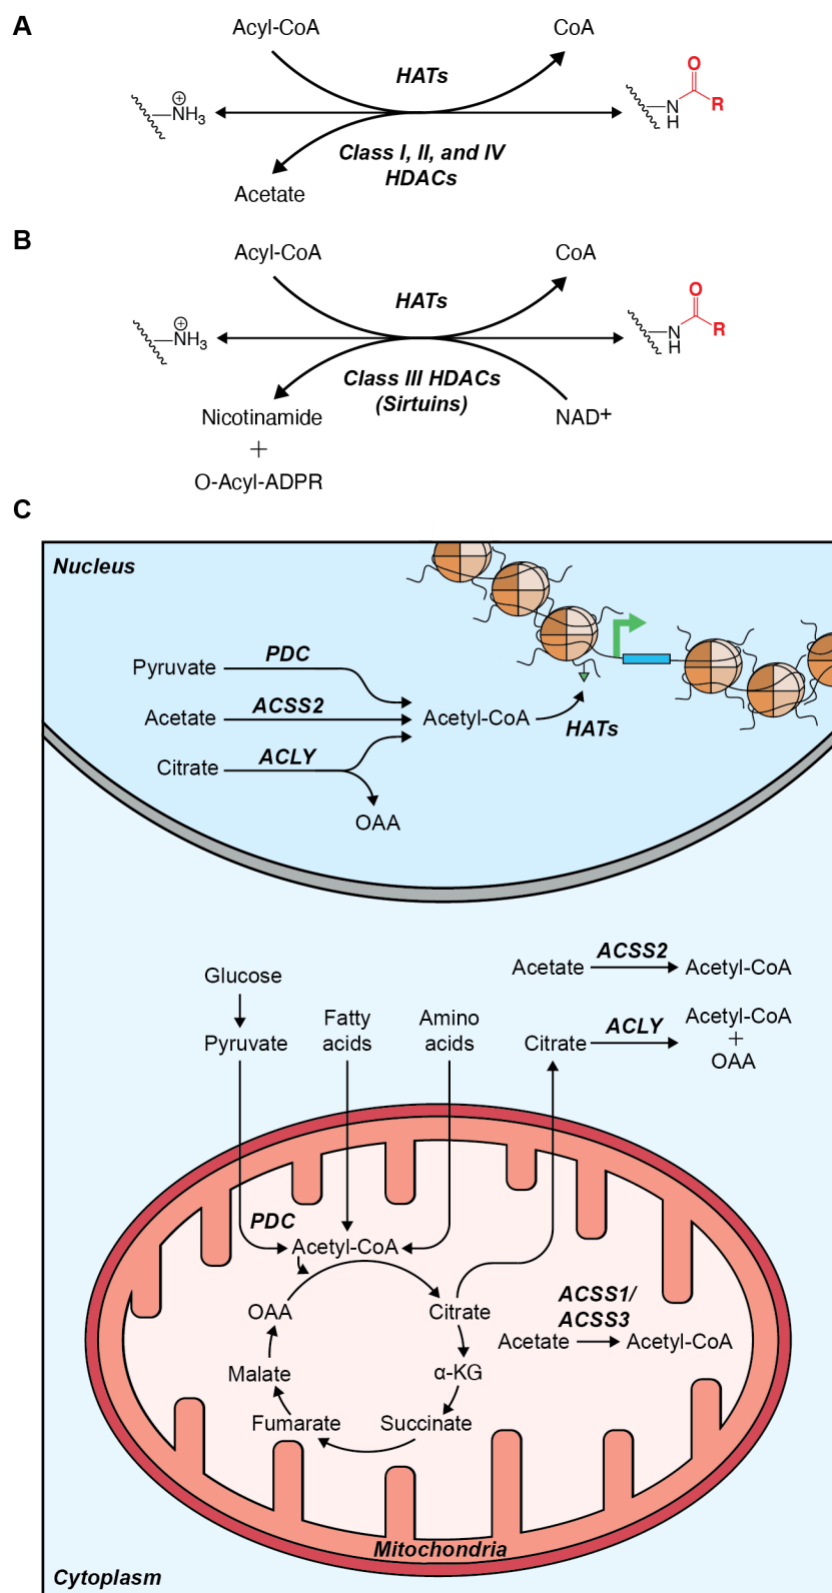 A
Acyl-CoA
CoA
HATs
NH3
⊕
N
H
O
R
Class I, II, and IV
HDACs
Acetate
B
Acyl-CoA
CoA
HATs
NH3
⊕
N
H
O
R
Class III HDACs
(Sirtuins)
Nicotinamide
+
O-Acyl-ADPR
NAD+
C
Nucleus
Pyruvate
PDC
Acetate
ACSS2
Acetyl-CoA
HATs
Citrate
ACLY
OAA
Acetate
ACSS2
Acetyl-CoA
Glucose
Pyruvate
Fatty
acids
Amino
acids
Citrate
ACLY
Acetyl-CoA
+
OAA
PDC
Acetyl-CoA
OAA
Citrate
ACSS1/
ACSS3
Acetate
Acetyl-CoA
Malate
α-KG
Fumarate
Succinate
Mitochondria
Cytoplasm